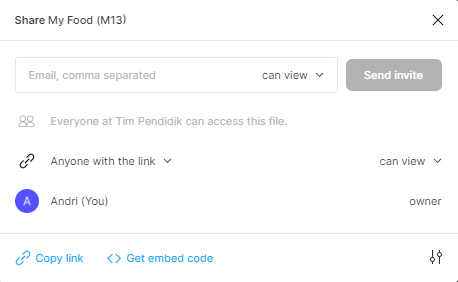 Share My Food (M13)
Email, comma separated can view Send invite
Everyone at Tim Pendidik can access this file.
Anyone with the link can view
A Andri (You) owner
Copy link Get embed code